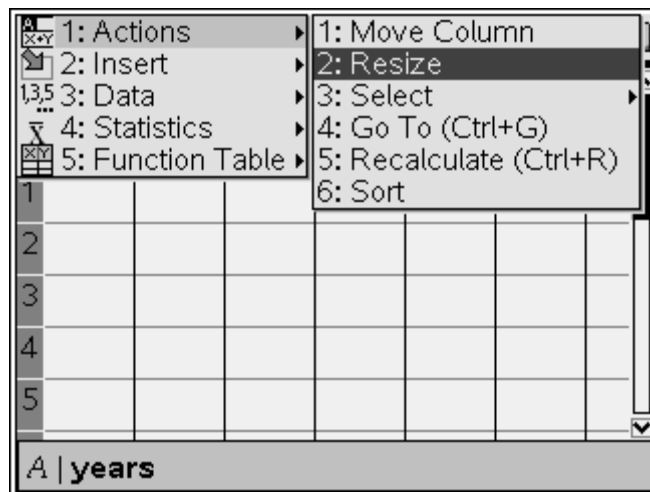 1: Actions
2: Insert
3: Data
4: Statistics
5: Function Table
1: Move Column
2: Resize
3: Select
4: Go To (Ctrl+G)
5: Recalculate (Ctrl+R)
6: Sort
1
2
3
4
5
A | years